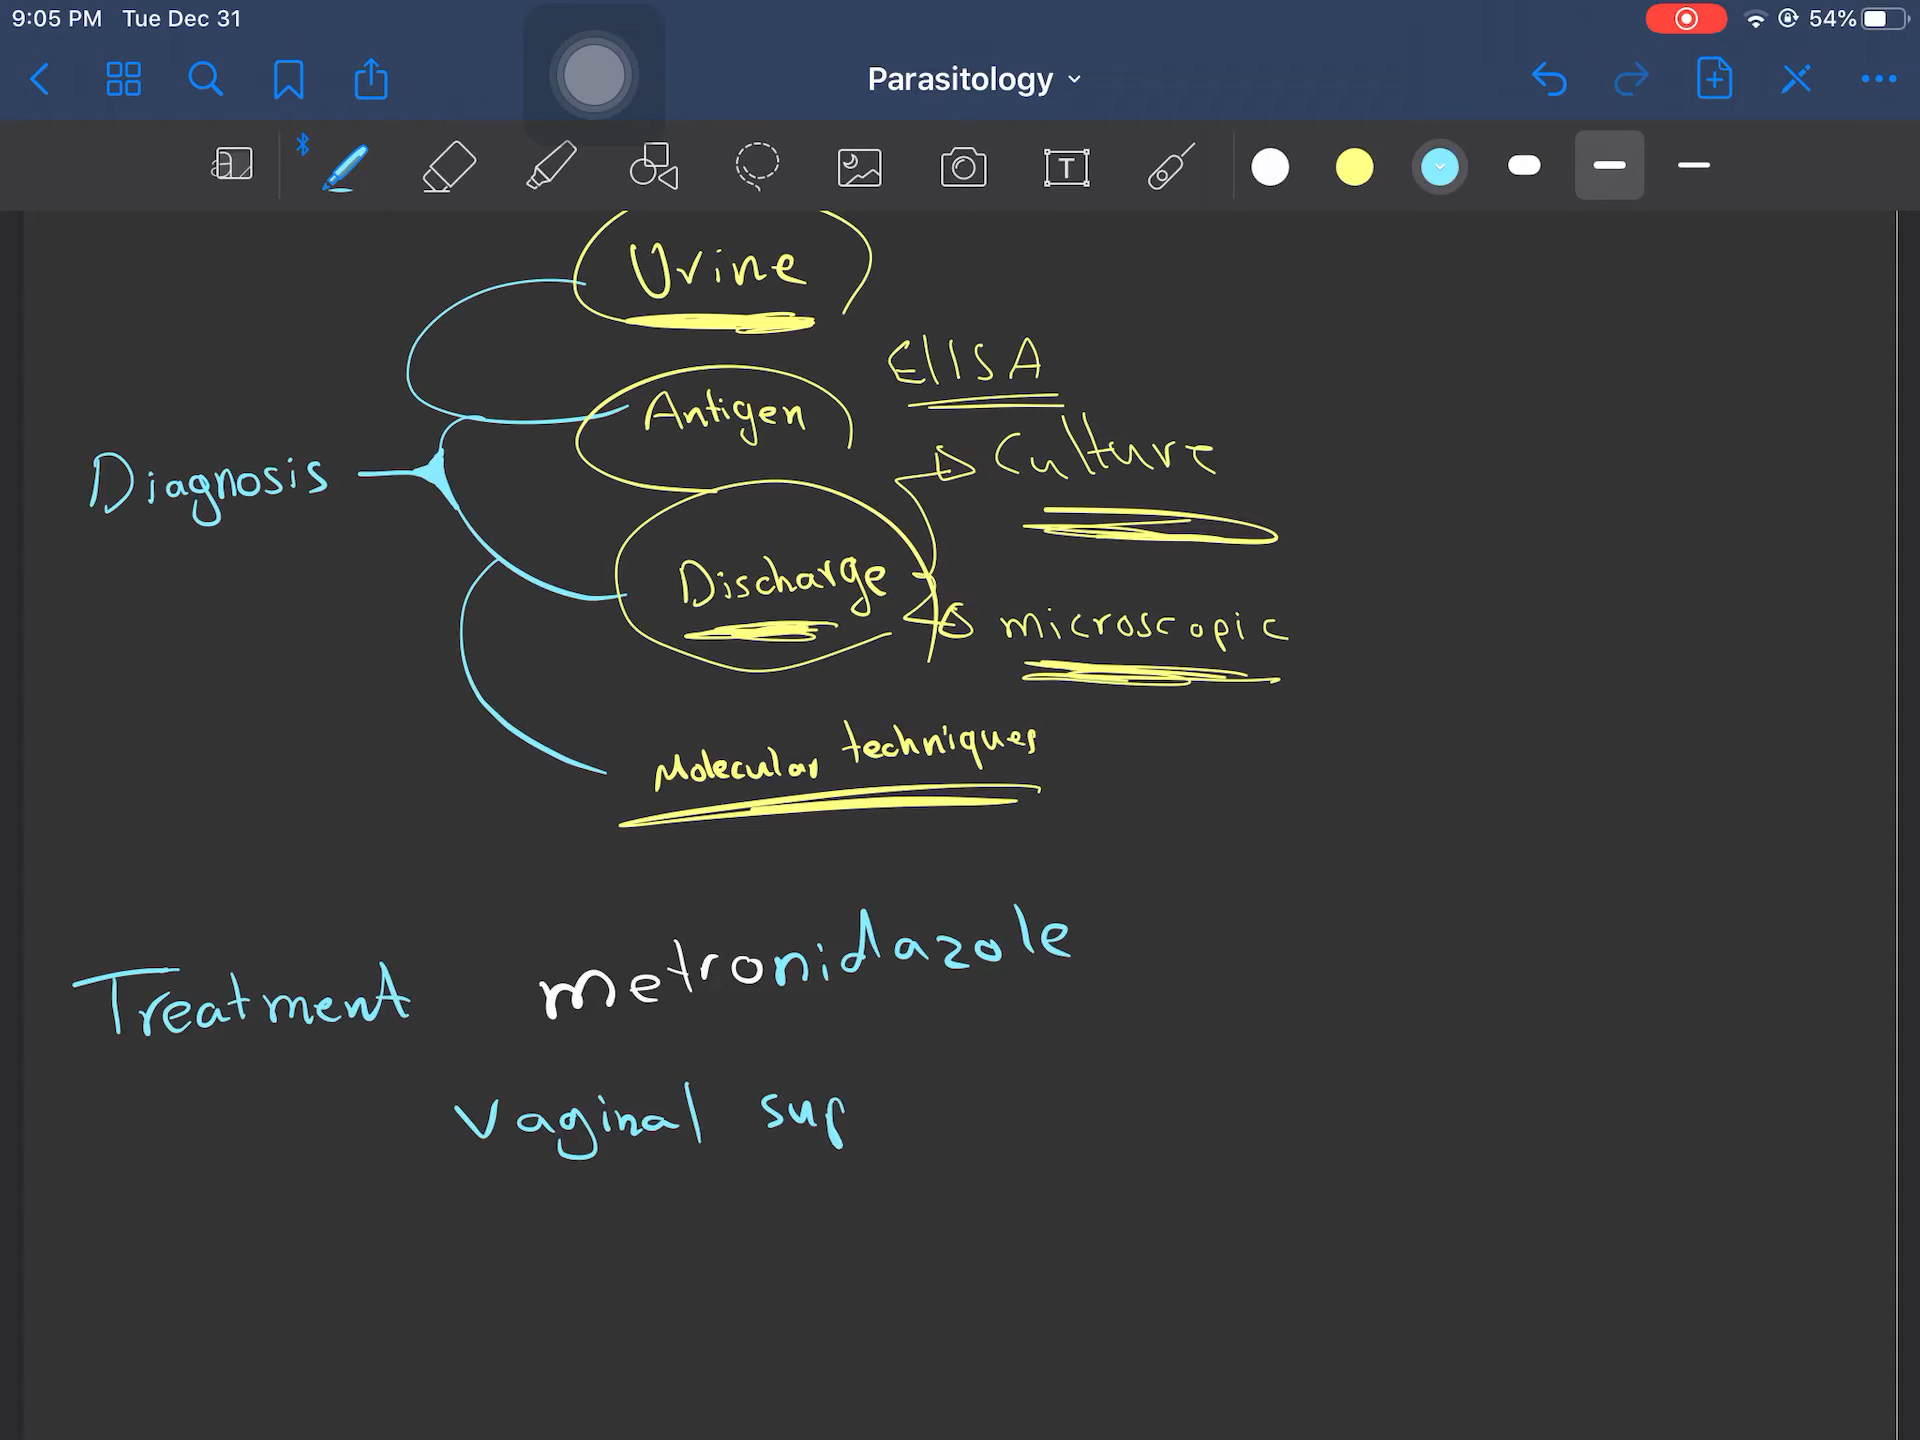 9:05 PM Tue Dec 31
54%
Parasitology
T
Urine
ElISA
Antigen
Culture
Diagnosis
Discharge
microscopic
Molecular techniques
Treatment metronidazole
vaginal sup